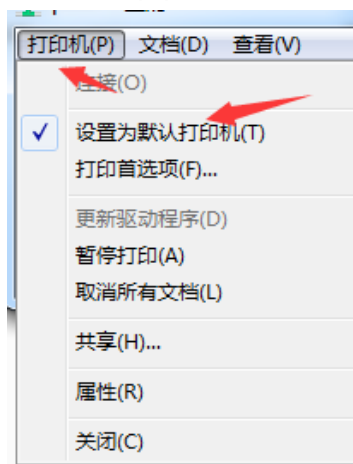 打印机(P) 文档(D) 查看(V)
连接(O)
设置为默认打印机(T)
打印首选项(F)...
更新驱动程序(D)
暂停打印(A)
取消所有文档(L)
共享(H)...
属性(R)
关闭(C)